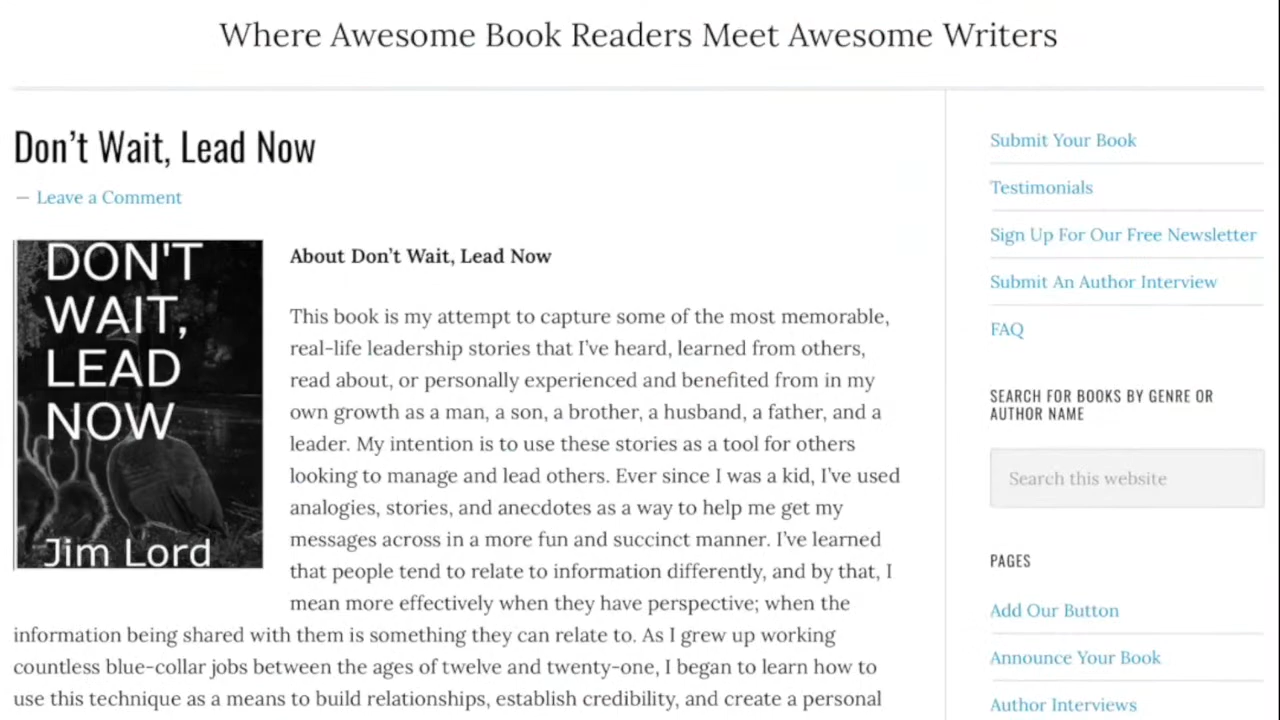 Where Awesome Book Readers Meet Awesome Writers
Don't Wait, Lead Now
— Leave a Comment
DON'T
WAIT,
LEAD
NOW
Jim Lord
About Don't Wait, Lead Now
This book is my attempt to capture some of the most memorable,
real-life leadership stories that I've heard, learned from others,
read about, or personally experienced and benefited from in my
own growth as a man, a son, a brother, a husband, a father, and a
leader. My intention is to use these stories as a tool for others
looking to manage and lead others. Ever since I was a kid, I've used
analogies, stories, and anecdotes as a way to help me get my
messages across in a more fun and succinct manner. I've learned
that people tend to relate to information differently, and by that, I
mean more effectively when they have perspective; when the
information being shared with them is something they can relate to. As I grew up working
countless blue-collar jobs between the ages of twelve and twenty-one, I began to learn how to
use this technique as a means to build relationships, establish credibility, and create a personal
Submit Your Book
Testimonials
Sign Up For Our Free Newsletter
Submit An Author Interview
FAQ
SEARCH FOR BOOKS BY GENRE OR
AUTHOR NAME
Search this website
PAGES
Add Our Button
Announce Your Book
Author Interviews